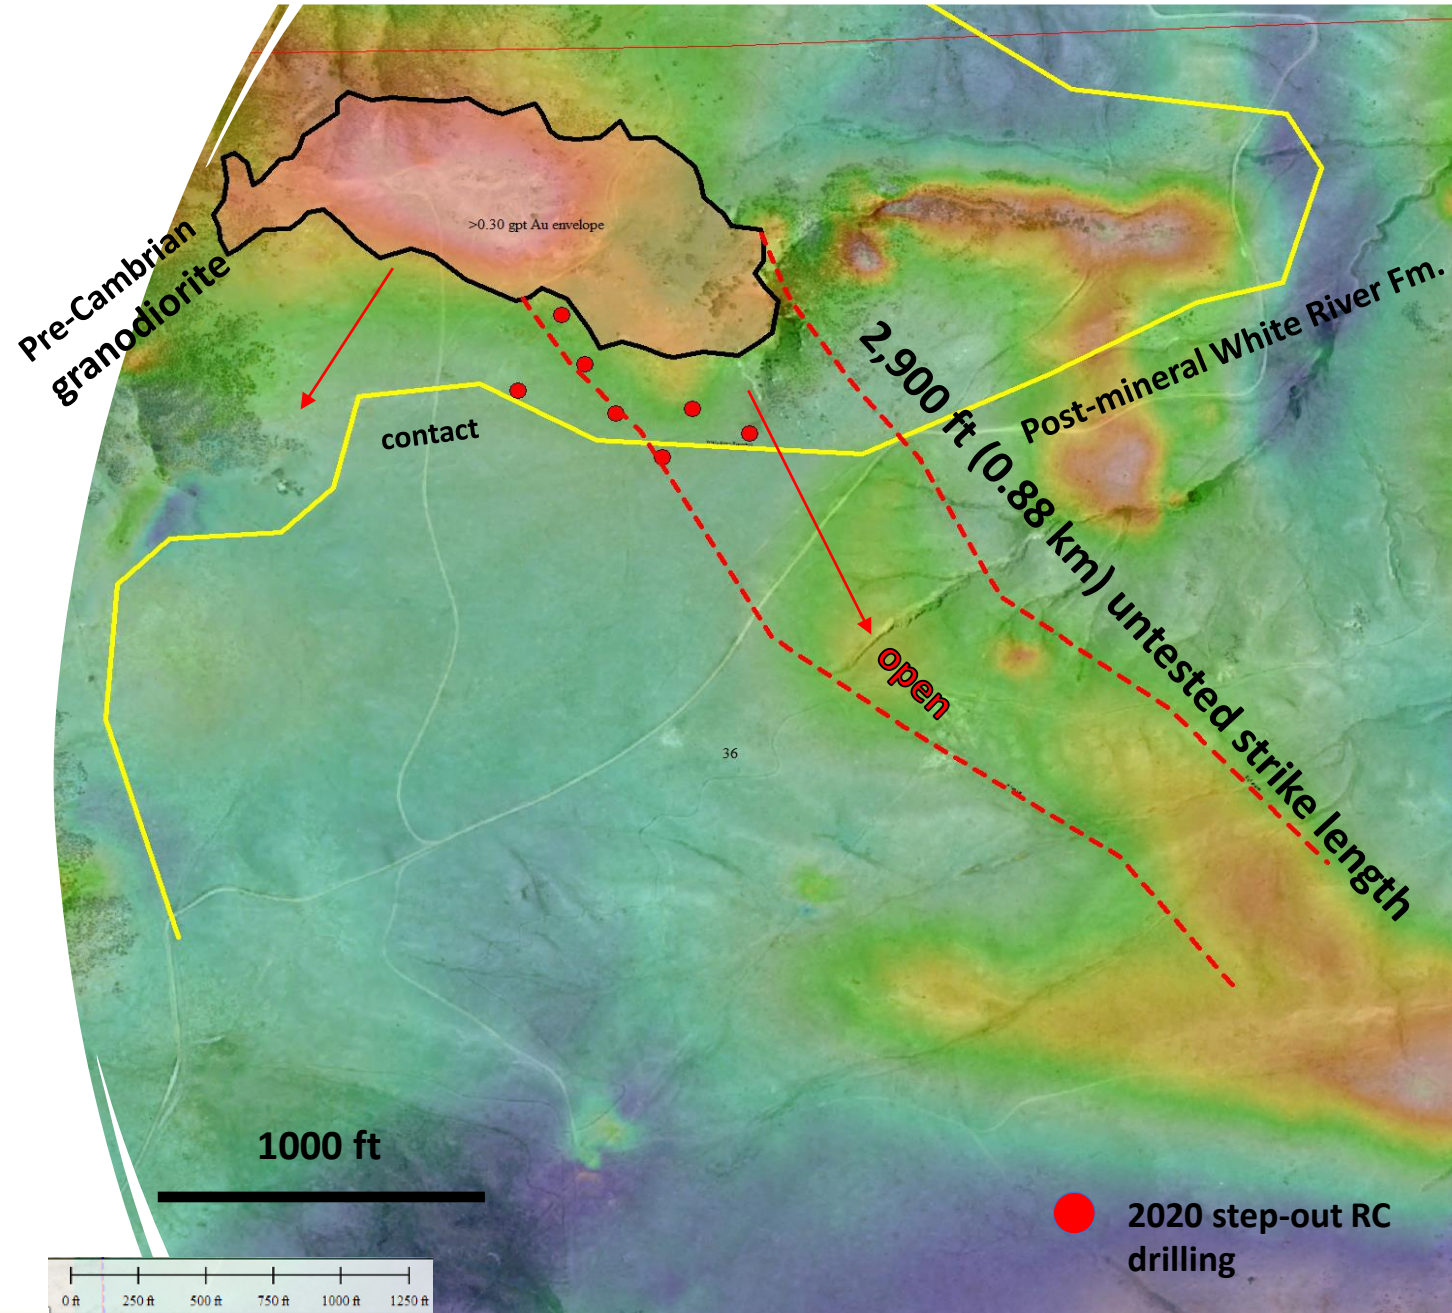 >0.30 gpt Au envelope
Pre-Cambrian
granodiorite
contact
Post-mineral White River Fm.
2,900 ft (0.88 km) untested strike length
open
36
1000 ft
2020 step-out RC
drilling
0 ft 250 ft 500 ft 750 ft 1000 ft 1250 ft